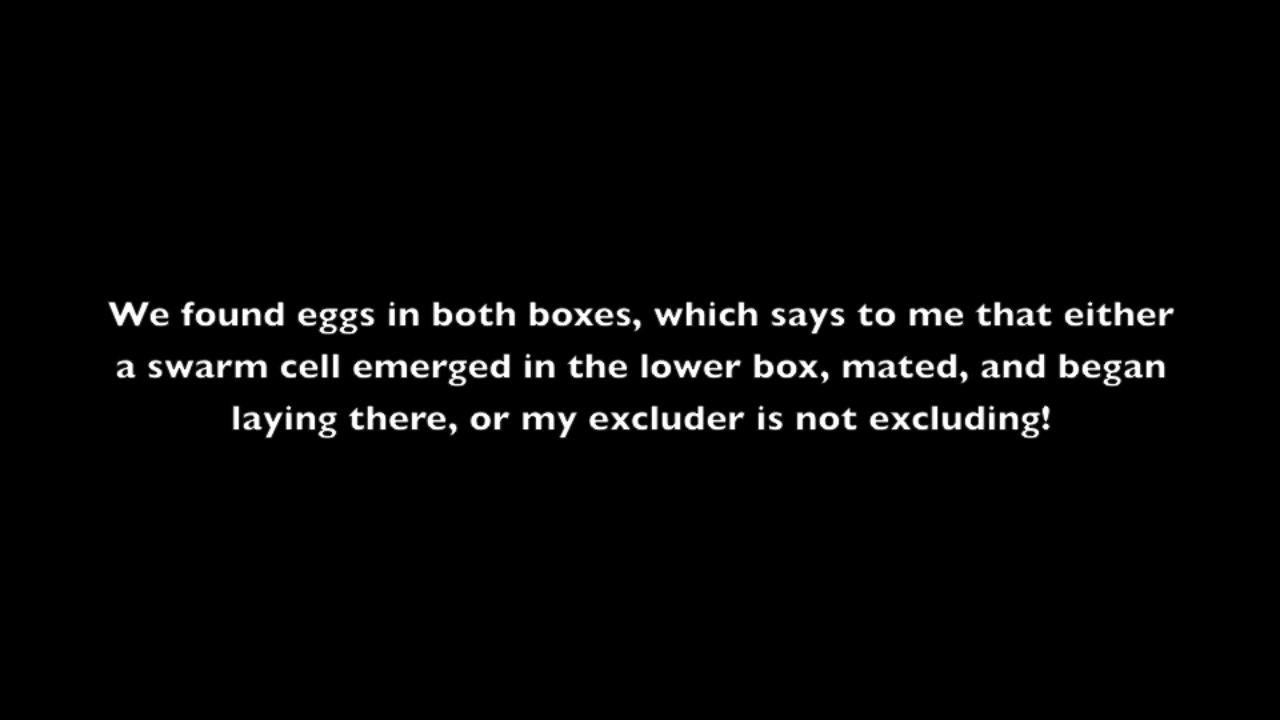 We found eggs in both boxes, which says to me that either
a swarm cell emerged in the lower box, mated, and began
laying there, or my excluder is not excluding!